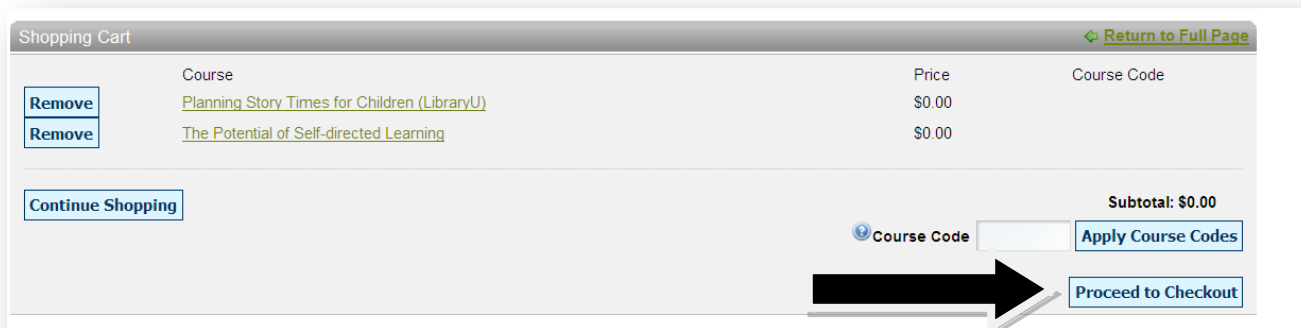 Shopping Cart Return to Full Page
Course Price Course Code
Remove Planning Story Times for Children (LibraryU) $0.00
Remove The Potential of Self-directed Learning $0.00
Continue Shopping Subtotal: $0.00
Course Code Apply Course Codes
Proceed to Checkout